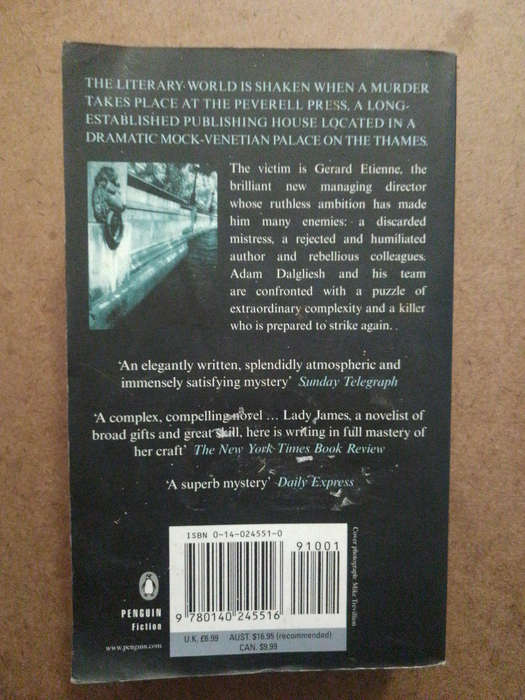 THE LITERARY WORLD IS SHAKEN WHEN A MURDER
TAKES PLACE AT THE PEVERELL PRESS, A LONG-
ESTABLISHED PUBLISHING HOUSE LOCATED IN A
DRAMATIC MOCK-VENETIAN PALACE ON THE THAMES.
The victim is Gerard Etienne, the
brilliant new managing director
whose ruthless ambition has made
him many enemies: a discarded
mistress, a rejected and humiliated
author and rebellious colleagues.
Adam Dalgliesh and his team
are confronted with a puzzle of
extraordinary complexity and a killer
who is prepared to strike again.
'An elegantly written, splendidly atmospheric and
immensely satisfying mystery' Sunday Telegraph
'A complex, compelling novel ... Lady James, a novelist of
broad gifts and great skill, here is writing in full mastery of
her craft' The New York Times Book Review
'A superb mystery' Daily Express
ISBN 0-14-024551-0
91001
9 780140 245516
U.K. £6.99
AUST. $16.95 (recommended)
CAN. $9.99
PENGUIN
Fiction
www.penguin.com
Cover photograph: Mike Trevillion